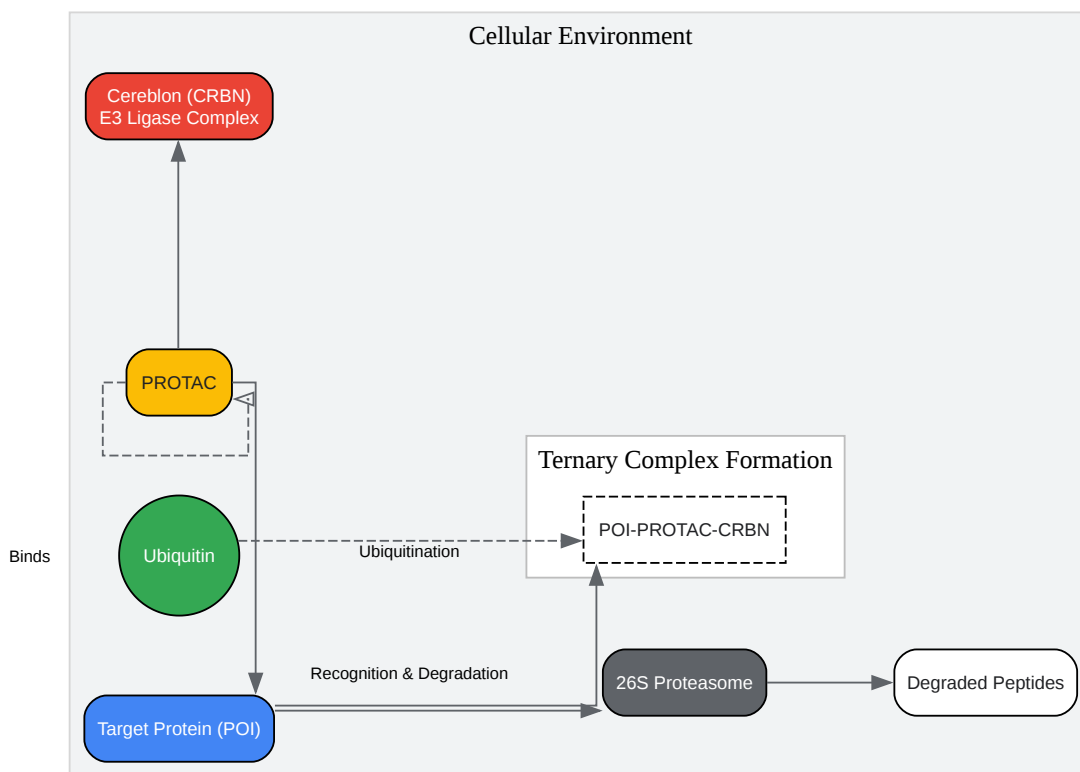 Cellular Environment
Cereblon (CRBN)
E3 Ligase Complex
PROTAC
Ternary Complex Formation
POI-PROTAC-CRBN
Ubiquitin
Ubiquitination
Binds
Recognition & Degradation
26S Proteasome
Degraded Peptides
Target Protein (POI)